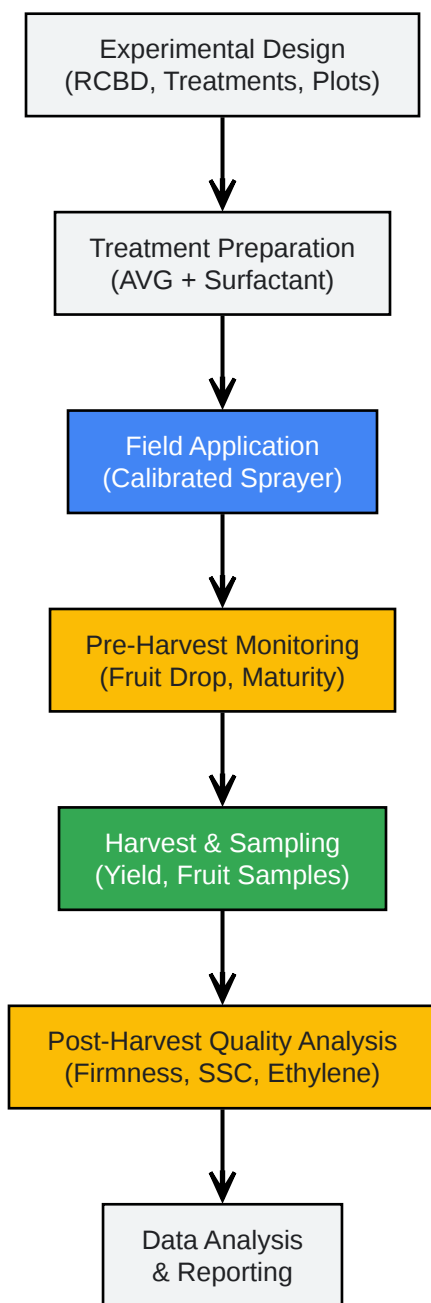 Experimental Design
(RCBD, Treatments, Plots)
Treatment Preparation
(AVG + Surfactant)
Field Application
(Calibrated Sprayer)
Pre-Harvest Monitoring
(Fruit Drop, Maturity)
Harvest & Sampling
(Yield, Fruit Samples)
Post-Harvest Quality Analysis
(Firmness, SSC, Ethylene)
Data Analysis
& Reporting